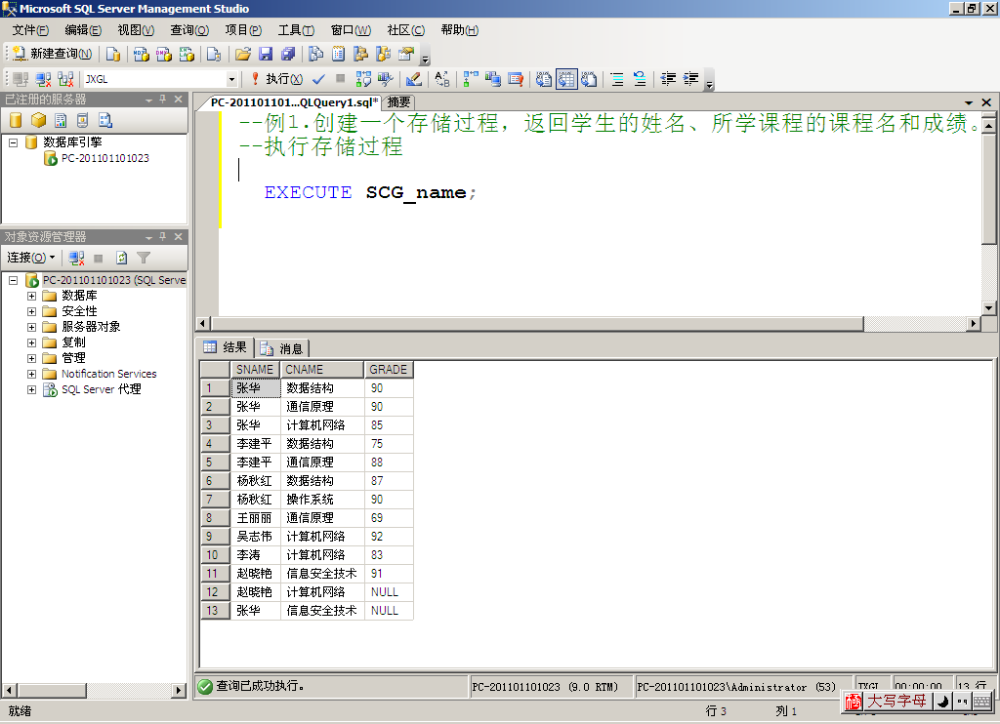 Microsoft SQL Server Management Studio
文件(F) 编辑(E) 视图(V) 查询(Q) 项目(P) 工具(T) 窗口(W) 社区(C) 帮助(H)
新建查询(N)
JXGL 执行(X)
已注册的服务器
数据库引擎
PC-201101101023
对象资源管理器
连接(O)
PC-201101101023 (SQL Serve
数据库
安全性
服务器对象
复制
管理
Notification Services
SQL Server 代理
PC-201101101...QLQuery1.sql* 摘要
--例1.创建一个存储过程，返回学生的姓名、所学课程的课程名和成绩。
--执行存储过程
EXECUTE SCG_name;
结果 消息
SNAME CNAME GRADE
1 张华 数据结构 90
2 张华 通信原理 90
3 张华 计算机网络 85
4 李建平 数据结构 75
5 李建平 通信原理 88
6 杨秋红 数据结构 87
7 杨秋红 操作系统 90
8 王丽丽 通信原理 69
9 吴志伟 计算机网络 92
10 李涛 计算机网络 83
11 赵晓艳 信息安全技术 91
12 赵晓艳 计算机网络 NULL
13 张华 信息安全技术 NULL
查询已成功执行。 PC-201101101023 (9.0 RTM) PC-201101101023\Administrator (53) JXGL 00:00:00 13 行
大写字母
就绪 行 3 列 1